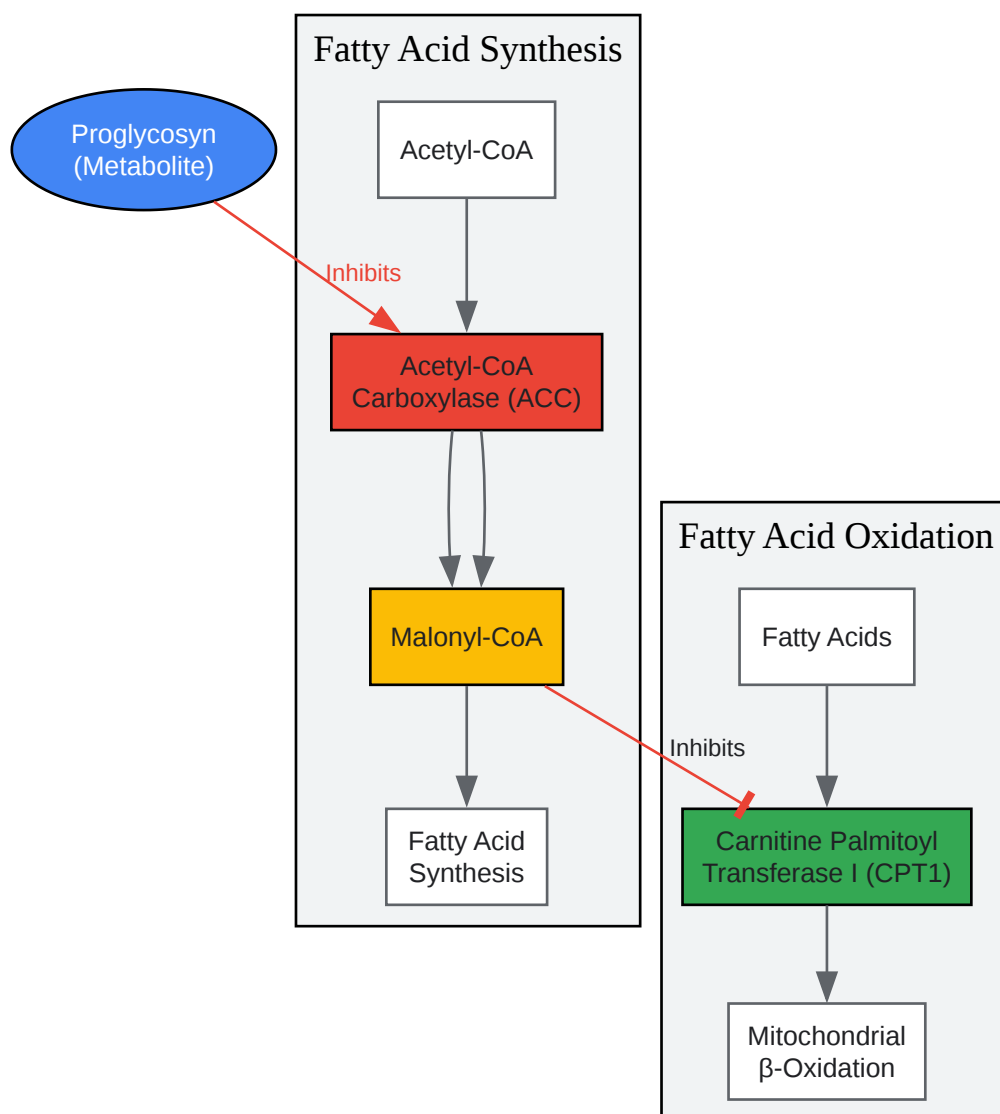 Fatty Acid Synthesis
Proglycosyn
(Metabolite)
Acetyl-CoA
Inhibits
Acetyl-CoA
Carboxylase (ACC)
Malonyl-CoA
Fatty Acid
Synthesis
Inhibits
Fatty Acid Oxidation
Fatty Acids
Carnitine Palmitoyl
Transferase I (CPT1)
Mitochondrial
β-Oxidation